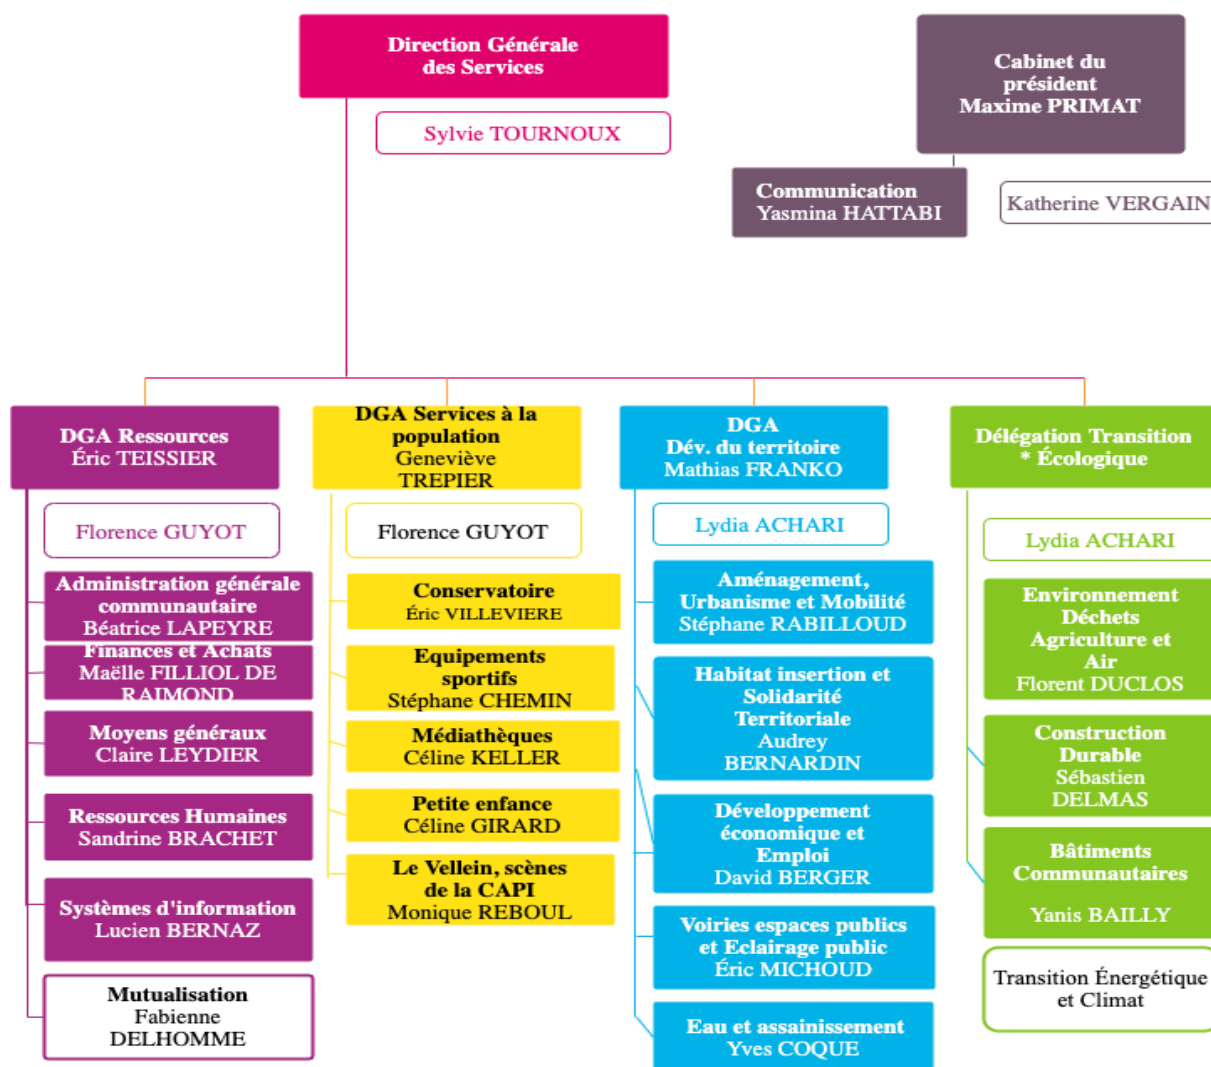 Direction Générale
des Services
Sylvie TOURNOUX
Cabinet du
président
Maxime PRIMAT
Communication
Yasmina HATTABI
Katherine VERGAIN
DGA Ressources
Éric TEISSIER
Florence GUYOT
Administration générale
communautaire
Béatrice LAPEYRE
Finances et Achats
Maëlle FILLIOL DE
RAIMOND
Moyens généraux
Claire LEYDIER
Ressources Humaines
Sandrine BRACHET
Systèmes d'information
Lucien BERNAZ
Mutualisation
Fabienne
DELHOMME
DGA Services à la
population
Geneviève
TREPIER
Florence GUYOT
Conservatoire
Éric VILLEVIERE
Equipements
sportifs
Stéphane CHEMIN
Médiathèques
Céline KELLER
Petite enfance
Céline GIRARD
Le Vellein, scènes
de la CAPI
Monique REBOUL
DGA
Dév. du territoire
Mathias FRANKO
Lydia ACHARI
Aménagement,
Urbanisme et Mobilité
Stéphane RABILLOUD
Habitat insertion et
Solidarité
Territoriale
Audrey
BERNARDIN
Développement
économique et
Emploi
David BERGER
Voiries espaces publics
et Eclairage public
Éric MICHOUD
Eau et assainissement
Yves COQUE
Délégation Transition
* Écologique
Lydia ACHARI
Environnement
Déchets
Agriculture et
Air
Florent DUCLOS
Construction
Durable
Sébastien
DELMAS
Bâtiments
Communautaires
Yanis BAILLY
Transition Énergétique
et Climat